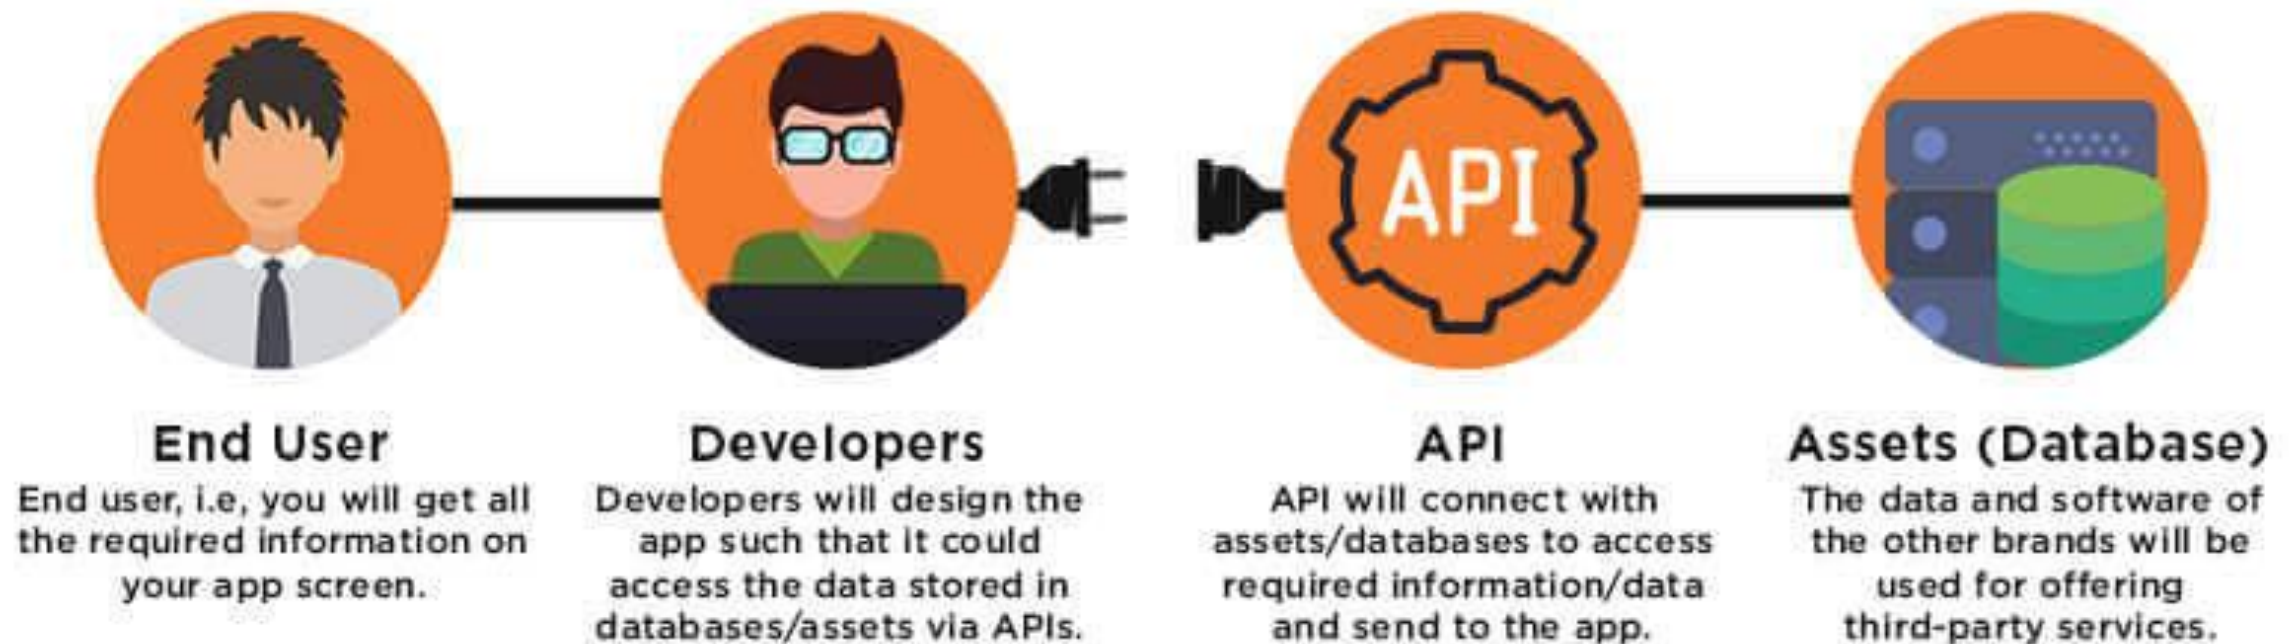 API
End User
End user, i.e, you will get all
the required information on
your app screen.
Developers
Developers will design the
app such that it could
access the data stored in
databases/assets via APIs.
API
API will connect with
assets/databases to access
required information/data
and send to the app.
Assets (Database)
The data and software of
the other brands will be
used for offering
third-party services.